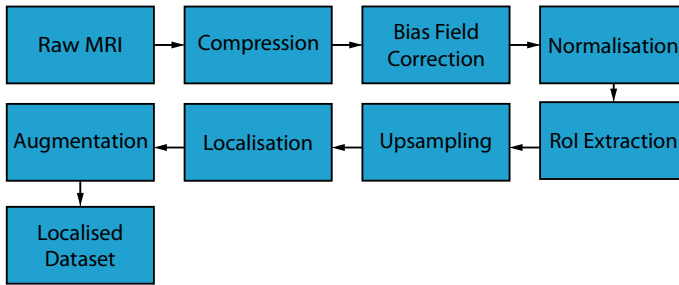 Raw MRI
Compression
Bias Field
Correction
Normalisation
RoI Extraction
Upsampling
Localisation
Augmentation
Localised
Dataset